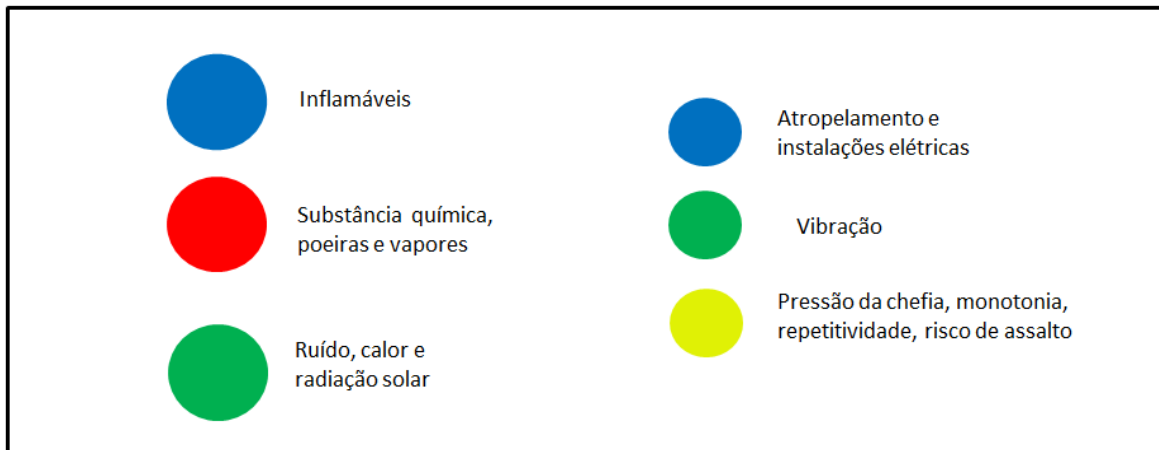 Inflamáveis
Substância química,
poeiras e vapores
Ruído, calor e
radiação solar
Atropelamento e
instalações elétricas
Vibração
Pressão da chefia, monotonia,
repetitividade, risco de assalto